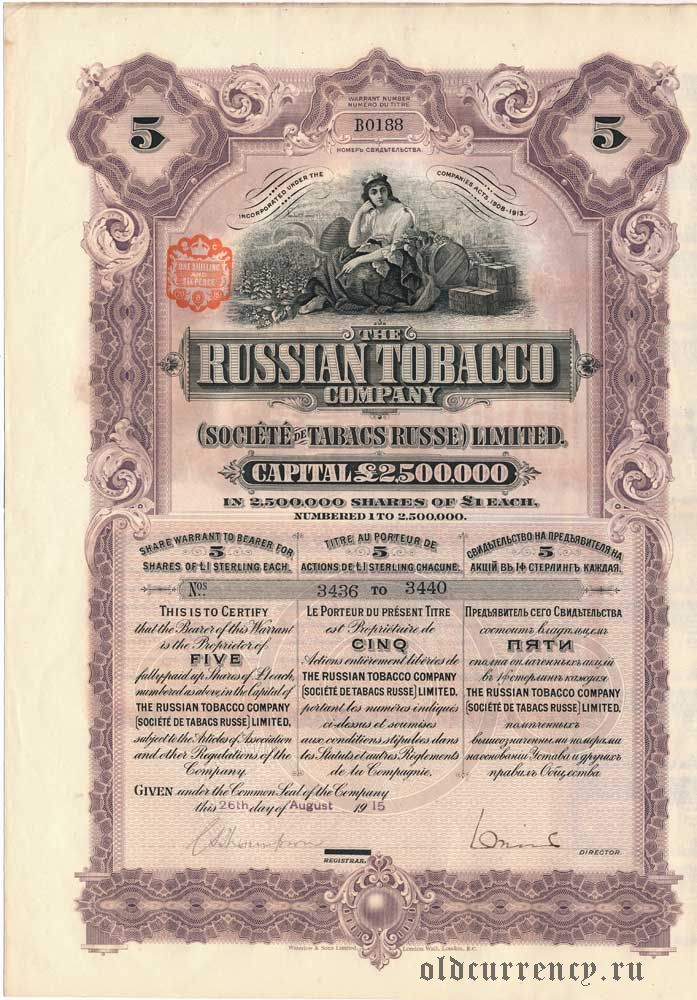 WARRANT NUMBER
NUMÉRO DU TITRE
B0188
НОМЕРЪ СВИДѢТЕЛЬСТВА.
5
5
INCORPORATED UNDER THE COMPANIES ACTS, 1908-1913.
ONE SHILLING
AND
SIX PENCE
THE
RUSSIAN TOBACCO
COMPANY
(SOCIÉTÉ DE TABACS RUSSE) LIMITED.
CAPITAL £2,500,000
IN 2,500,000 SHARES OF £1 EACH,
NUMBERED 1 TO 2,500,000.
SHARE WARRANT TO BEARER FOR
5
SHARES OF £1 STERLING EACH.
TITRE AU PORTEUR DE
5
ACTIONS DE £1 STERLING CHACUNE.
СВИДѢТЕЛЬСТВО НА ПРЕДЪЯВИТЕЛЯ НА
5
АКЦІЙ ВЪ 1₤ СТЕРЛИНГЪ КАЖДАЯ.
Nos 3436 TO 3440
THIS IS TO CERTIFY
that the Bearer of this Warrant
is the Proprietor of
FIVE
fully paid up Shares of £1 each,
numbered as above, in the Capital of
THE RUSSIAN TOBACCO COMPANY
(SOCIÉTÉ DE TABACS RUSSE) LIMITED,
subject to the Articles of Association
and other Regulations of the
Company.
LE PORTEUR DU PRÉSENT TITRE
est Propriétaire de
CINQ
Actions entièrement libérées de
THE RUSSIAN TOBACCO COMPANY
(SOCIÉTÉ DE TABACS RUSSE) LIMITED,
portant les numéros indiqués
ci-dessus et soumises
aux conditions stipulées dans
les Statuts et autres Règlements
de la Compagnie.
ПРЕДЪЯВИТЕЛЬ СЕГО СВИДѢТЕЛЬСТВА
состоитъ владѣльцемъ
ПЯТИ
сполна оплаченныхъ акцій
въ 1₤ стерлингъ каждая
THE RUSSIAN TOBACCO COMPANY
(SOCIÉTÉ DE TABACS RUSSE) LIMITED,
помѣченныхъ
вышеозначенными номерами
на основаніи Устава и другихъ
правилъ Общества
GIVEN under the Common Seal of the Company
this 26th day of August 1915
REGISTRAR.
DIRECTOR.
Waterlow & Sons Limited, London Wall, London, E.C.
oldcurrency.ru